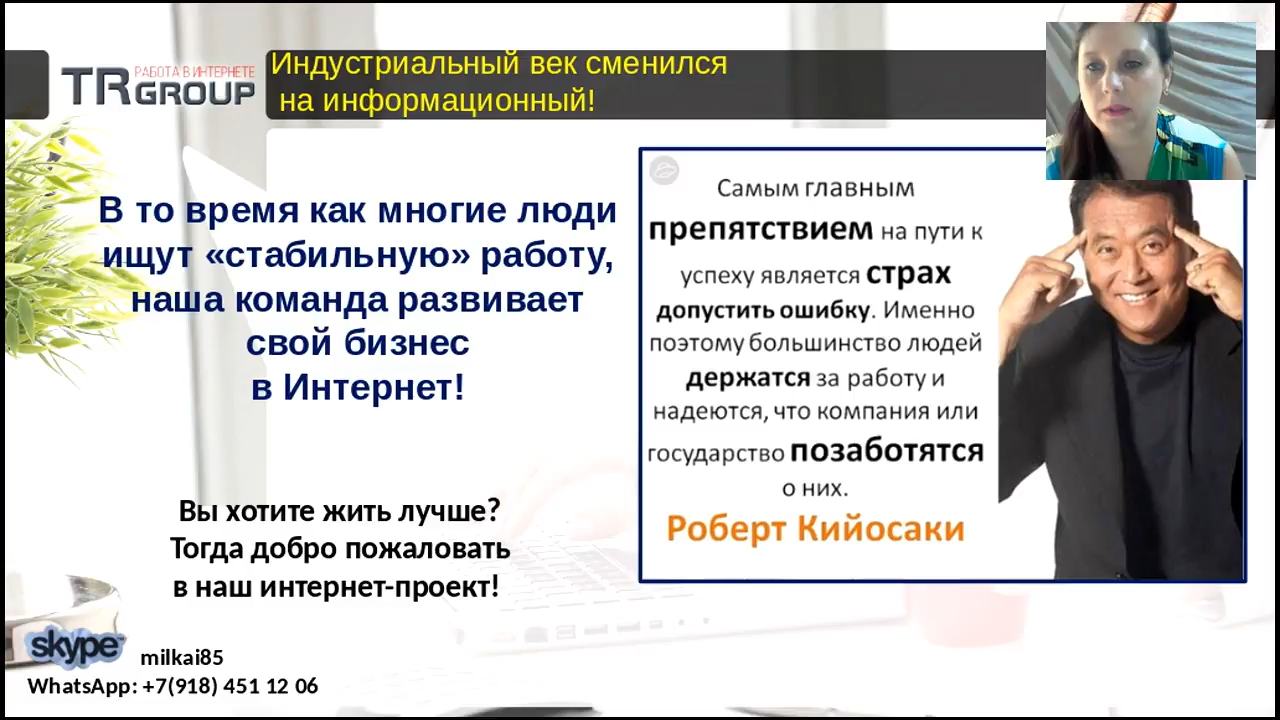 TR GROUP
РАБОТА В ИНТЕРНЕТЕ
Индустриальный век сменился
на информационный!
В то время как многие люди
ищут «стабильную» работу,
наша команда развивает
свой бизнес
в Интернет!
Вы хотите жить лучше?
Тогда добро пожаловать
в наш интернет-проект!
skype milkai85
WhatsApp: +7(918) 451 12 06
Самым главным
препятствием на пути к
успеху является страх
допустить ошибку. Именно
поэтому большинство людей
держатся за работу и
надеются, что компания или
государство позаботятся
о них.
Роберт Кийосаки